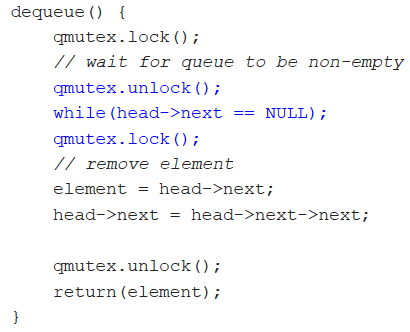 dequeue() {
    qmutex.lock();
    // wait for queue to be non-empty
    qmutex.unlock();
    while(head->next == NULL);
    qmutex.lock();
    // remove element
    element = head->next;
    head->next = head->next->next;

    qmutex.unlock();
    return(element);
}